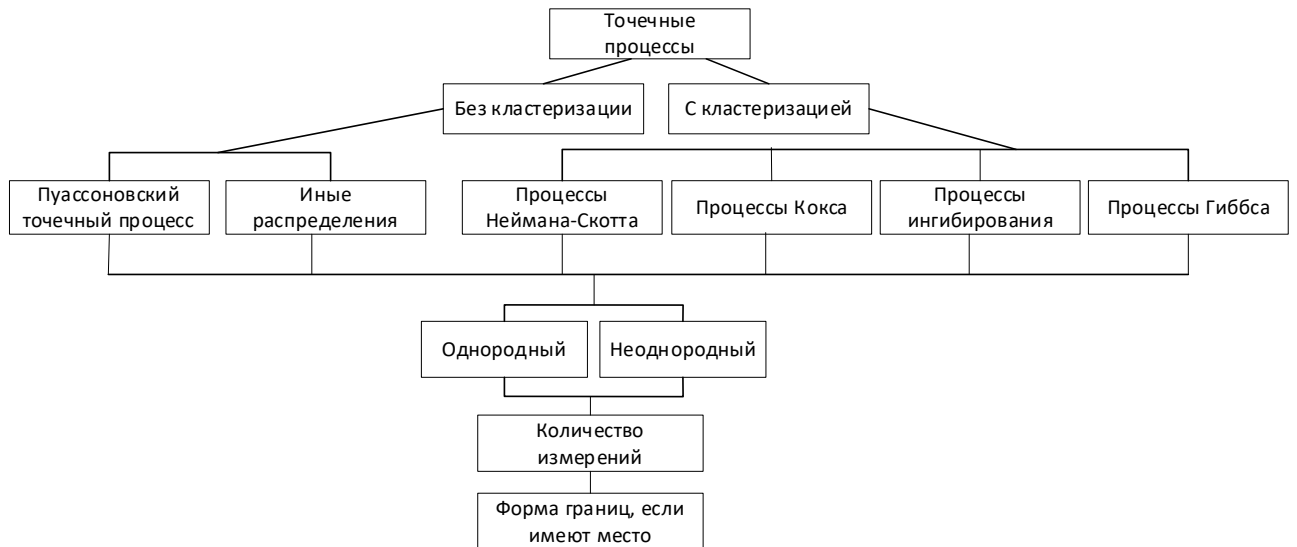 Точечные
процессы
Без кластеризации
С кластеризацией
Пуассоновский
точечный процесс
Иные
распределения
Процессы
Неймана-Скотта
Процессы Кокса
Процессы
ингибирования
Процессы Гиббса
Однородный
Неоднородный
Количество
измерений
Форма границ, если
имеют место